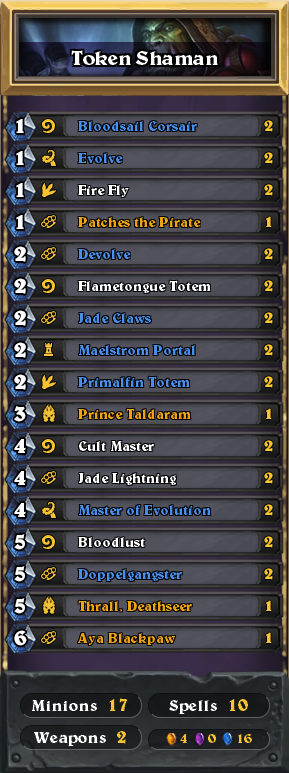 Token Shaman
1 Bloodsail Corsair 2
1 Evolve 2
1 Fire Fly 2
1 Patches the Pirate 1
2 Devolve 2
2 Flametongue Totem 2
2 Jade Claws 2
2 Maelstrom Portal 2
2 Primalfin Totem 2
3 Prince Taldaram 1
4 Cult Master 2
4 Jade Lightning 2
4 Master of Evolution 2
5 Bloodlust 2
5 Doppelgangster 2
5 Thrall, Deathseer 1
6 Aya Blackpaw 1
Minions 17 Spells 10
Weapons 2 4 0 16